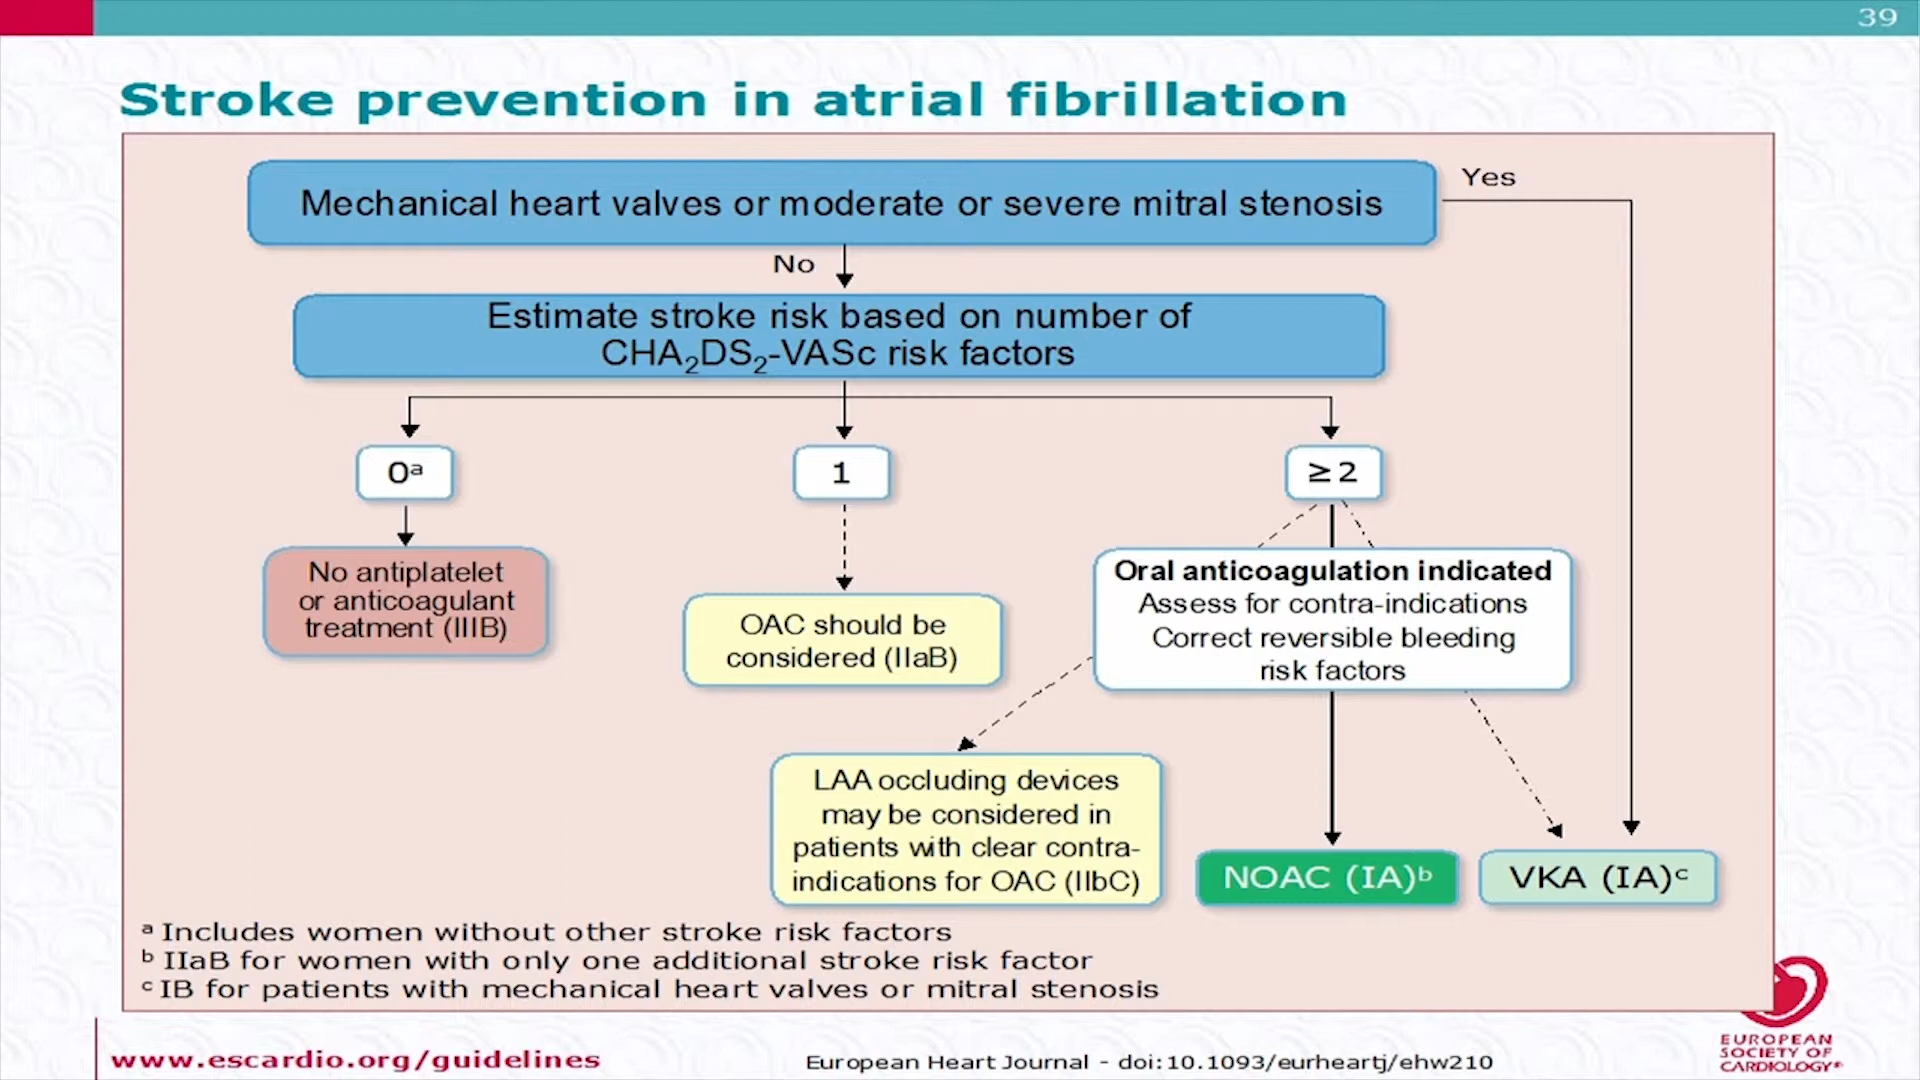 39
Stroke prevention in atrial fibrillation
Mechanical heart valves or moderate or severe mitral stenosis
Yes
No
Estimate stroke risk based on number of
CHA₂DS₂-VASc risk factors
0ᵃ
1
≥2
No antiplatelet
or anticoagulant
treatment (IIIB)
OAC should be
considered (IIaB)
Oral anticoagulation indicated
Assess for contra-indications
Correct reversible bleeding
risk factors
LAA occluding devices
may be considered in
patients with clear contra-
indications for OAC (IIbC)
NOAC (IA)ᵇ
VKA (IA)ᶜ
ᵃ Includes women without other stroke risk factors
ᵇ IIaB for women with only one additional stroke risk factor
ᶜ IB for patients with mechanical heart valves or mitral stenosis
www.escardio.org/guidelines
European Heart Journal - doi:10.1093/eurheartj/ehw210
EUROPEAN
SOCIETY OF
CARDIOLOGY®